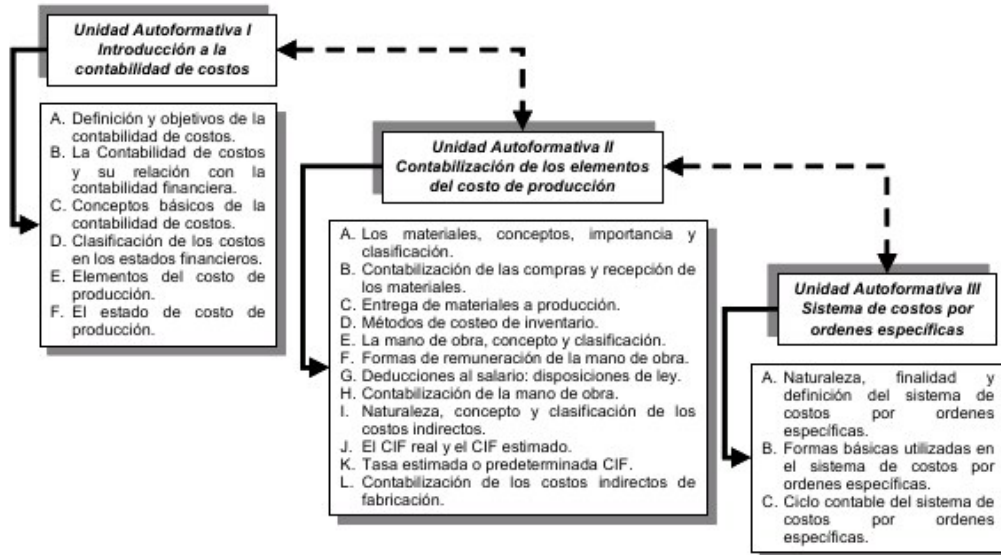 Unidad Autoformativa I
Introducción a la
contabilidad de costos
A. Definición y objetivos de la
contabilidad de costos.
B. La Contabilidad de costos
y su relación con la
contabilidad financiera.
C. Conceptos básicos de la
contabilidad de costos.
D. Clasificación de los costos
en los estados financieros.
E. Elementos del costo de
producción.
F. El estado de costo de
producción.
Unidad Autoformativa II
Contabilización de los elementos
del costo de producción
A. Los materiales, conceptos, importancia y
clasificación.
B. Contabilización de las compras y recepción de
los materiales.
C. Entrega de materiales a producción.
D. Métodos de costeo de inventario.
E. La mano de obra, concepto y clasificación.
F. Formas de remuneración de la mano de obra.
G. Deducciones al salario: disposiciones de ley.
H. Contabilización de la mano de obra.
I. Naturaleza, concepto y clasificación de los
costos indirectos.
J. El CIF real y el CIF estimado.
K. Tasa estimada o predeterminada CIF.
L. Contabilización de los costos indirectos de
fabricación.
Unidad Autoformativa III
Sistema de costos por
ordenes específicas
A. Naturaleza, finalidad y
definición del sistema de
costos por ordenes
específicas.
B. Formas básicas utilizadas en
el sistema de costos por
ordenes específicas.
C. Ciclo contable del sistema de
costos por ordenes
específicas.